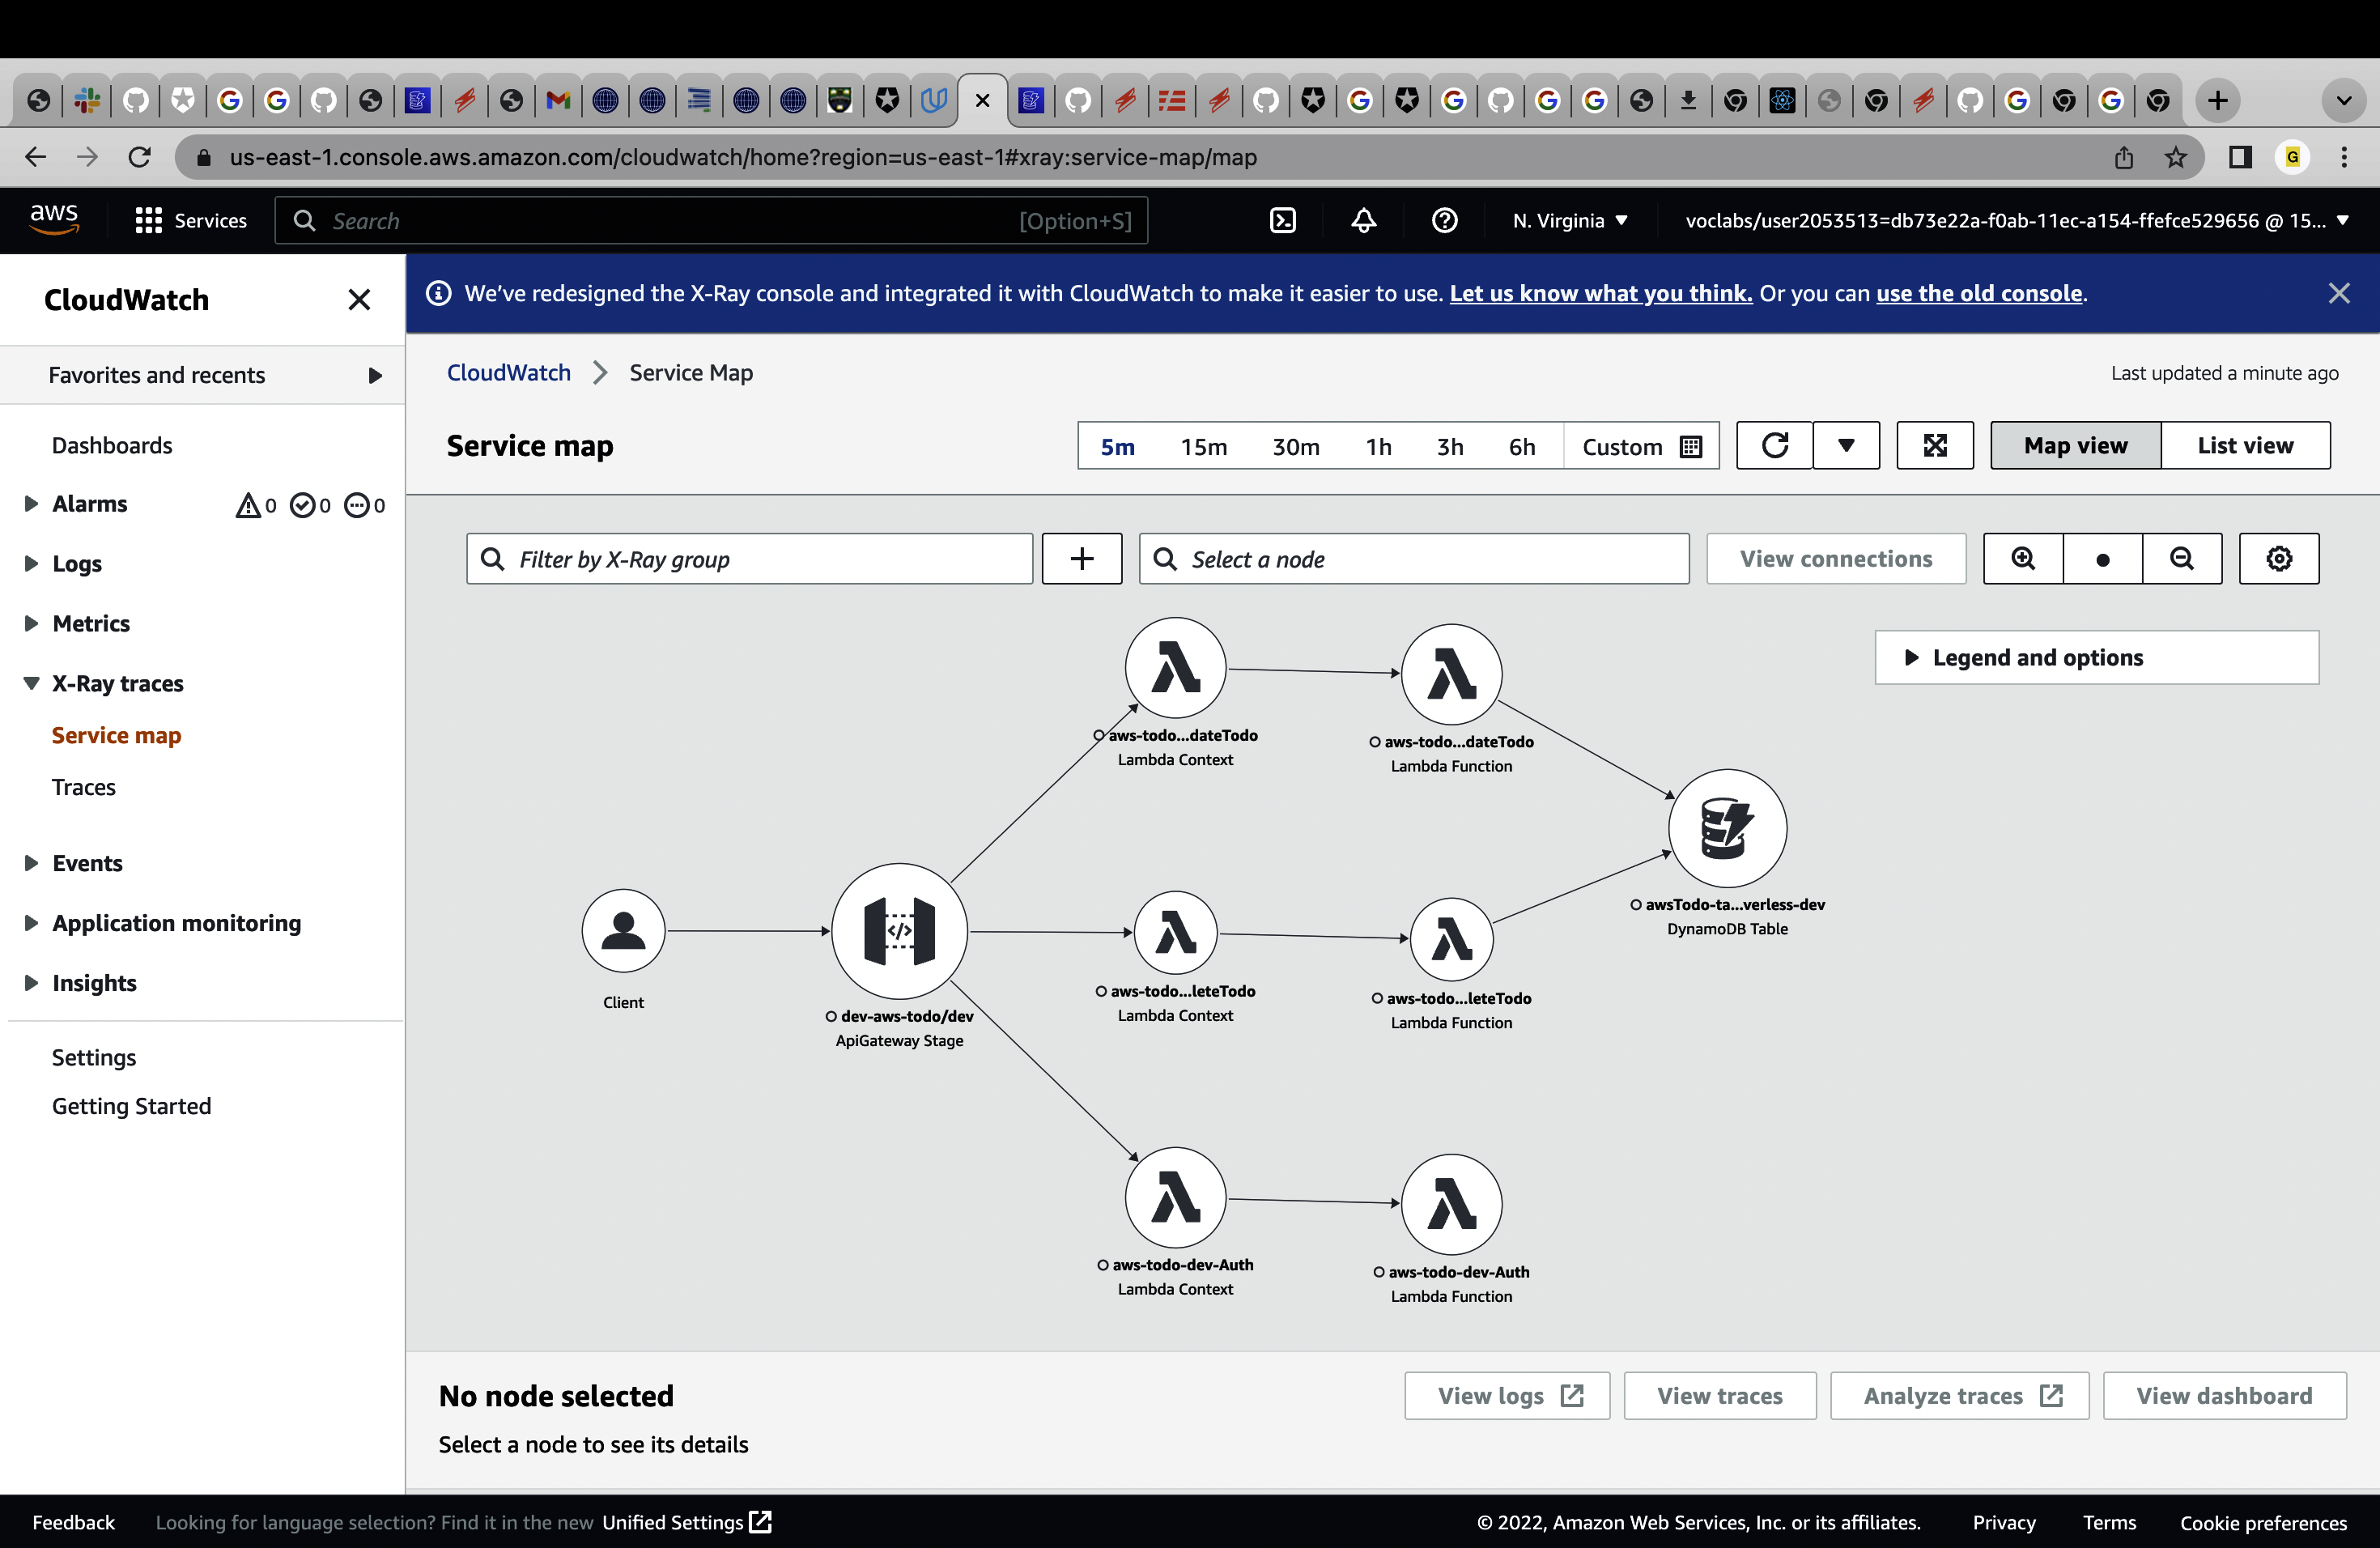 us-east-1.console.aws.amazon.com/cloudwatch/home?region=us-east-1#xray:service-map/map
G
aws
Services
Search
[Option+S]
N. Virginia
voclabs/user2053513=db73e22a-f0ab-11ec-a154-ffefce529656 @ 15...
CloudWatch
We've redesigned the X-Ray console and integrated it with CloudWatch to make it easier to use. Let us know what you think. Or you can use the old console.
Favorites and recents
Dashboards
Alarms 0 0 0
Logs
Metrics
X-Ray traces
Service map
Traces
Events
Application monitoring
Insights
Settings
Getting Started
CloudWatch > Service Map
Last updated a minute ago
Service map
5m 15m 30m 1h 3h 6h Custom
Map view
List view
Filter by X-Ray group
+
Select a node
View connections
Legend and options
aws-todo...dateTodo
Lambda Context
aws-todo...dateTodo
Lambda Function
awsTodo-ta...verless-dev
DynamoDB Table
Client
dev-aws-todo/dev
ApiGateway Stage
aws-todo...leteTodo
Lambda Context
aws-todo...leteTodo
Lambda Function
aws-todo-dev-Auth
Lambda Context
aws-todo-dev-Auth
Lambda Function
No node selected
Select a node to see its details
View logs
View traces
Analyze traces
View dashboard
Feedback
Looking for language selection? Find it in the new Unified Settings
© 2022, Amazon Web Services, Inc. or its affiliates.
Privacy
Terms
Cookie preferences